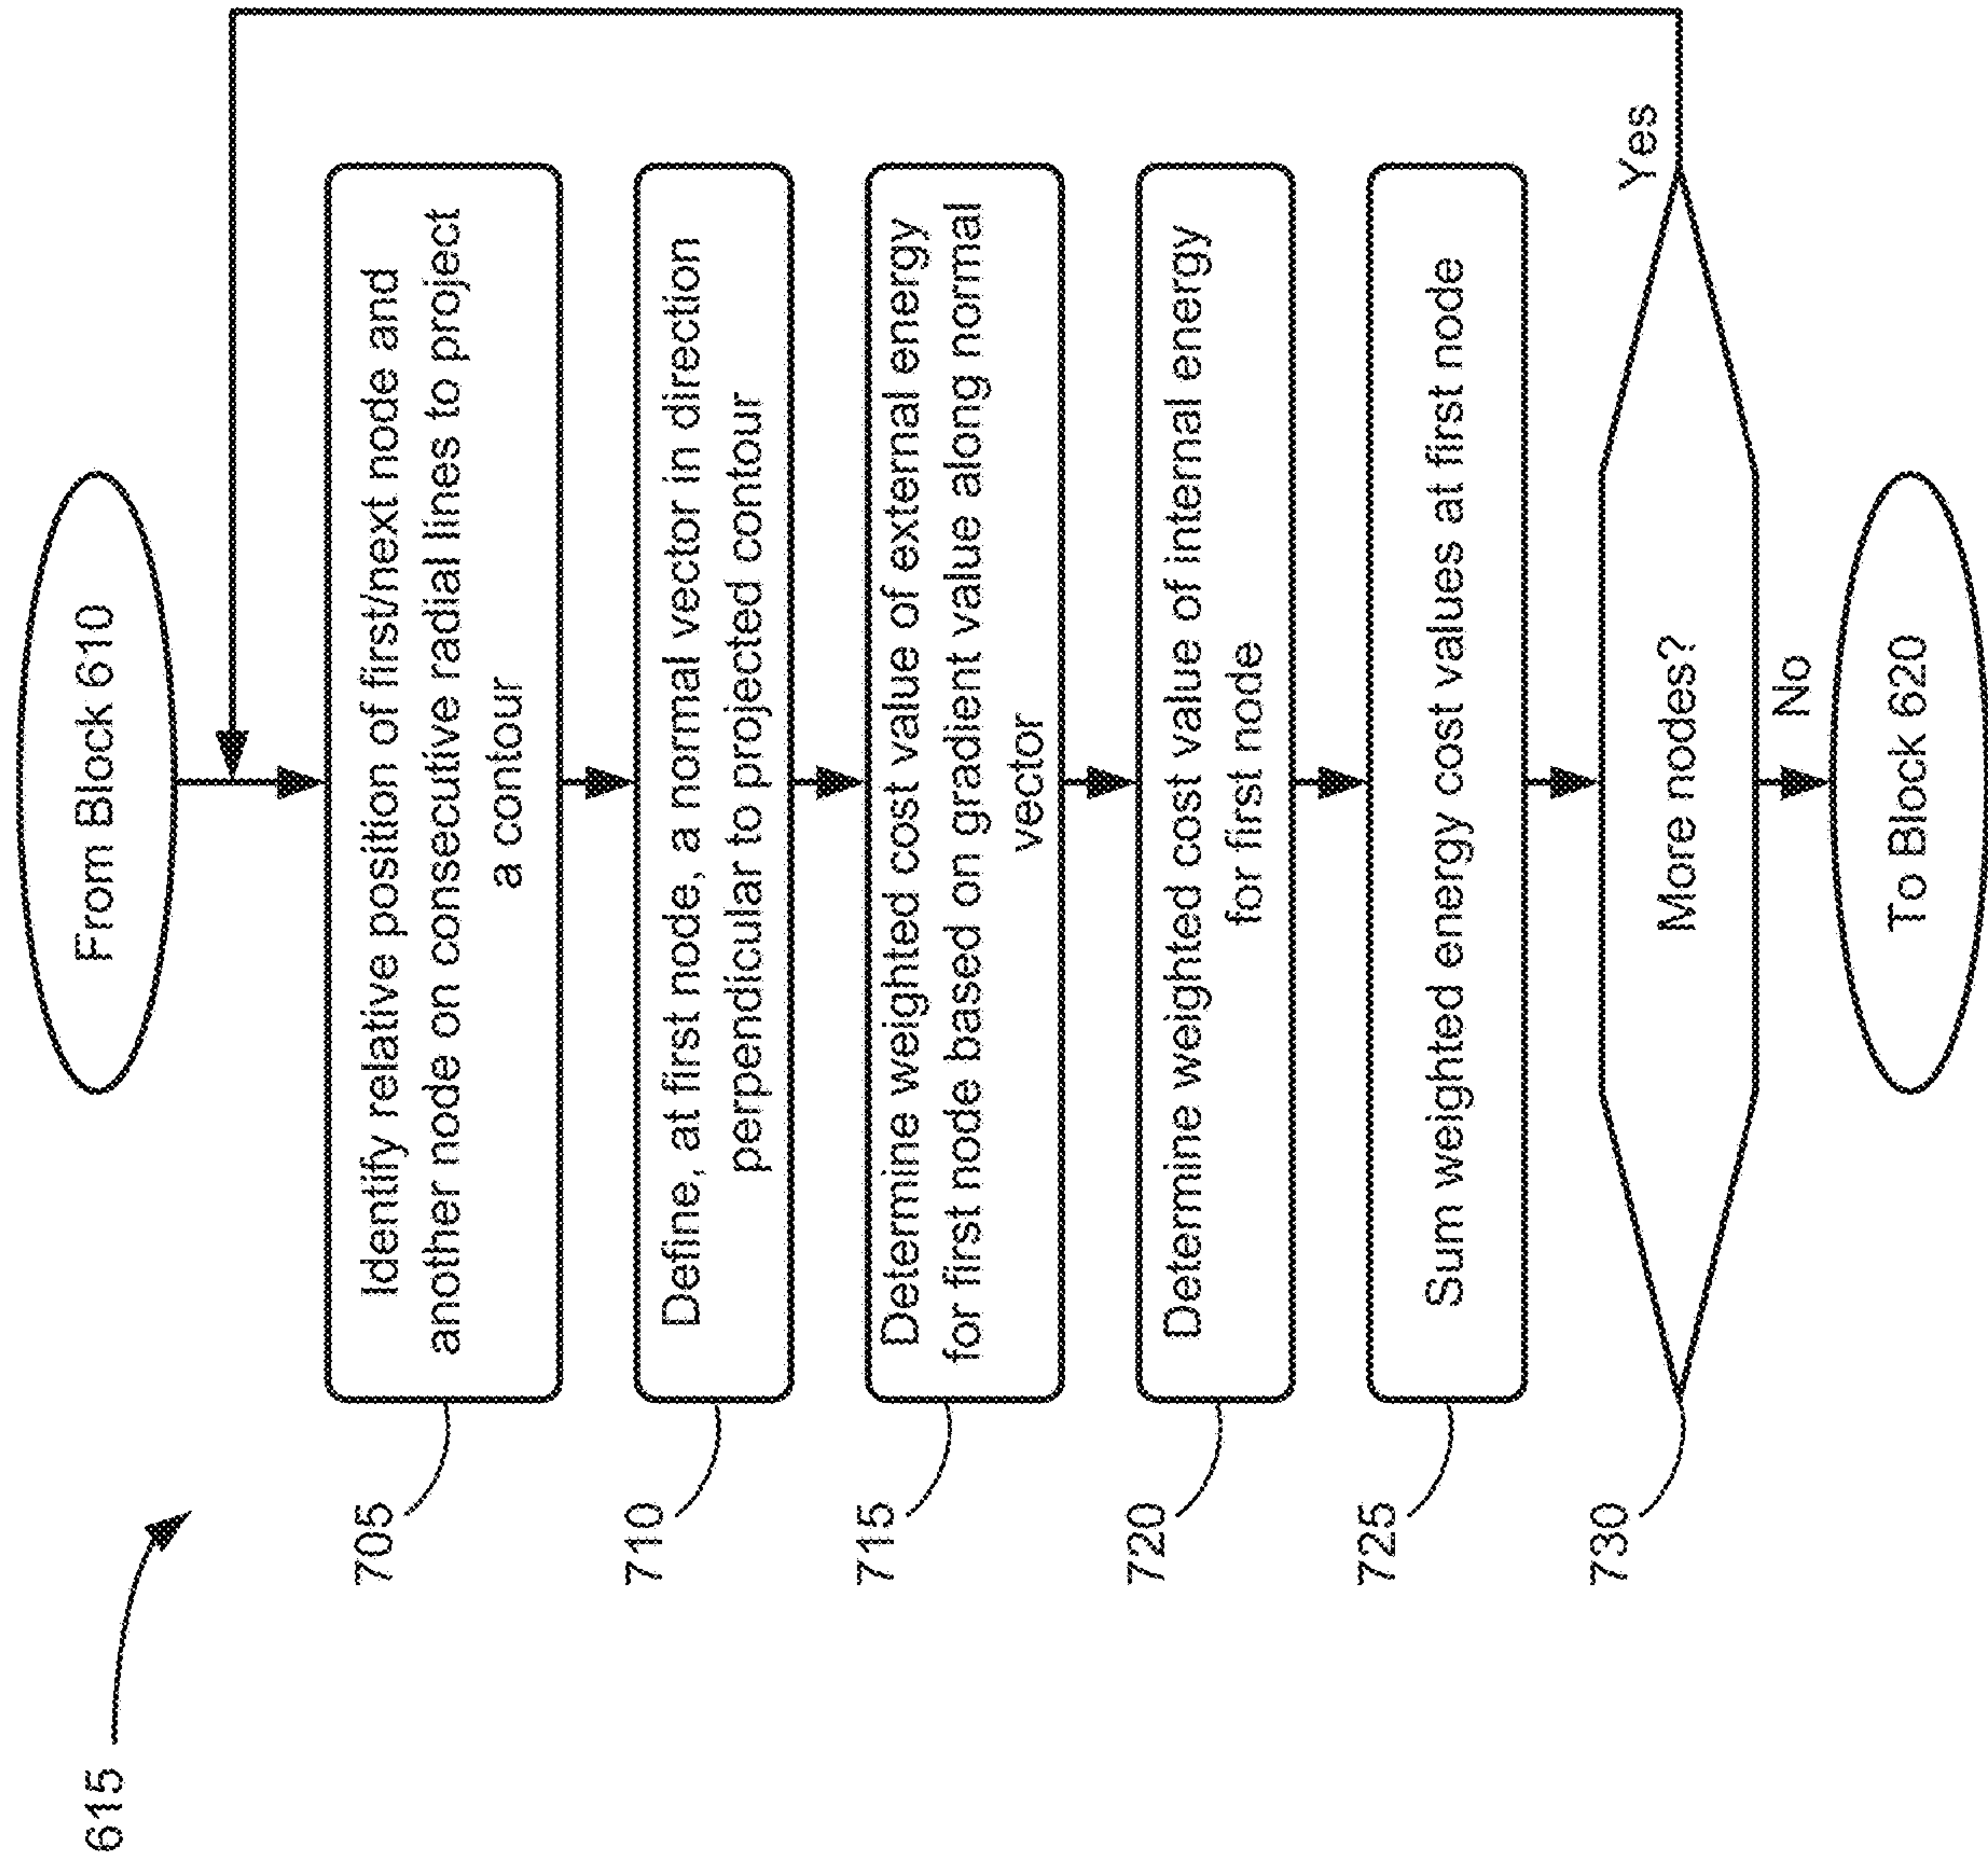 615
From Block 610
705
Identify relative position of first/next node and
another node on consecutive radial lines to project
a contour
710
Define, at first node, a normal vector in direction
perpendicular to projected contour
715
Determine weighted cost value of external energy
for first node based on gradient value along normal
vector
720
Determine weighted cost value of internal energy
for first node
725
Sum weighted energy cost values at first node
730
More nodes?
Yes
No
To Block 620